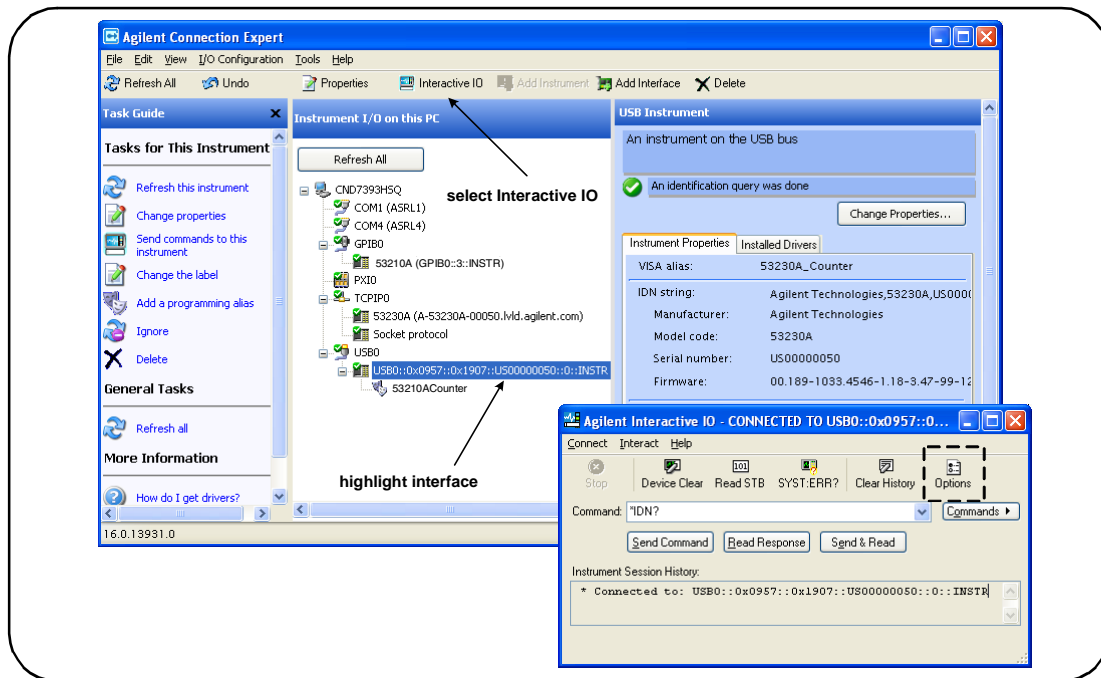 Agilent Connection Expert
File Edit View I/O Configuration Tools Help
Refresh All Undo Properties Interactive IO Add Instrument Add Interface Delete
Task Guide
Tasks for This Instrument
Refresh this instrument
Change properties
Send commands to this
instrument
Change the label
Add a programming alias
Ignore
Delete
General Tasks
Refresh all
More Information
How do I get drivers?
16.0.13931.0
Instrument I/O on this PC
Refresh All
select Interactive IO
CND7393HSQ
COM1 (ASRL1)
COM4 (ASRL4)
GPIB0
53210A (GPIB0::3::INSTR)
PXI0
TCPIP0
53230A (A-53230A-00050.lvld.agilent.com)
Socket protocol
USB0
USB0::0x0957::0x1907::US00000050::0::INSTR
53210ACounter
highlight interface
USB Instrument
An instrument on the USB bus
An identification query was done
Change Properties...
Instrument Properties Installed Drivers
VISA alias: 53230A_Counter
IDN string: Agilent Technologies,53230A,US0000
Manufacturer: Agilent Technologies
Model code: 53230A
Serial number: US00000050
Firmware: 00.189-1033.4546-1.18-3.47-99-12
Agilent Interactive IO - CONNECTED TO USB0::0x0957::0...
Connect Interact Help
Stop Device Clear 101 Read STB SYST:ERR? Clear History Options
Command: *IDN? Commands
Send Command Read Response Send & Read
Instrument Session History:
* Connected to: USB0::0x0957::0x1907::US00000050::0::INSTR